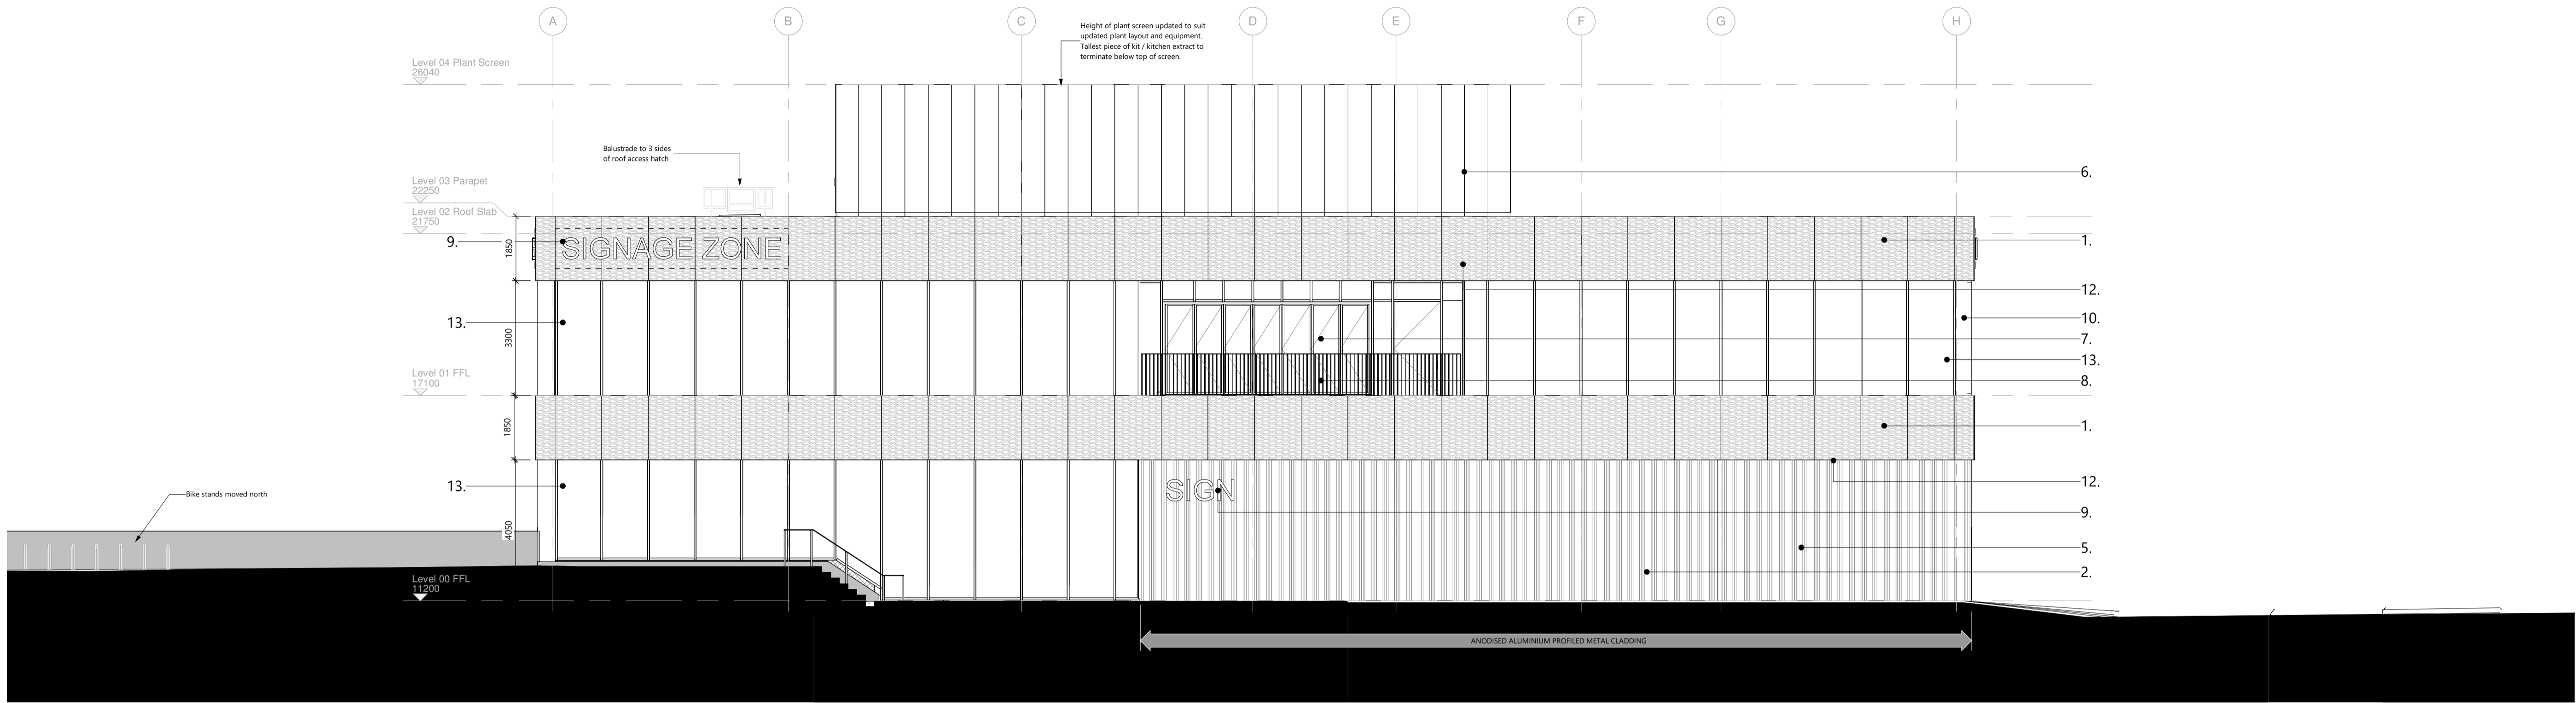 A
B
C
D
E
F
G
H
Height of plant screen updated to suit
updated plant layout and equipment.
Tallest piece of kit / kitchen extract to
terminate below top of screen.
Level 04 Plant Screen
26040
Balustrade to 3 sides
of roof access hatch
6.
Level 03 Parapet
22250
Level 02 Roof Slab
21750
9.
1850
SIGNAGE ZONE
1.
12.
13.
3300
10.
7.
13.
8.
Level 01 FFL
17100
1850
1.
13.
SIGN
12.
Bike stands moved north
9.
4050
5.
2.
Level 00 FFL
11200
ANODISED ALUMINIUM PROFILED METAL CLADDING